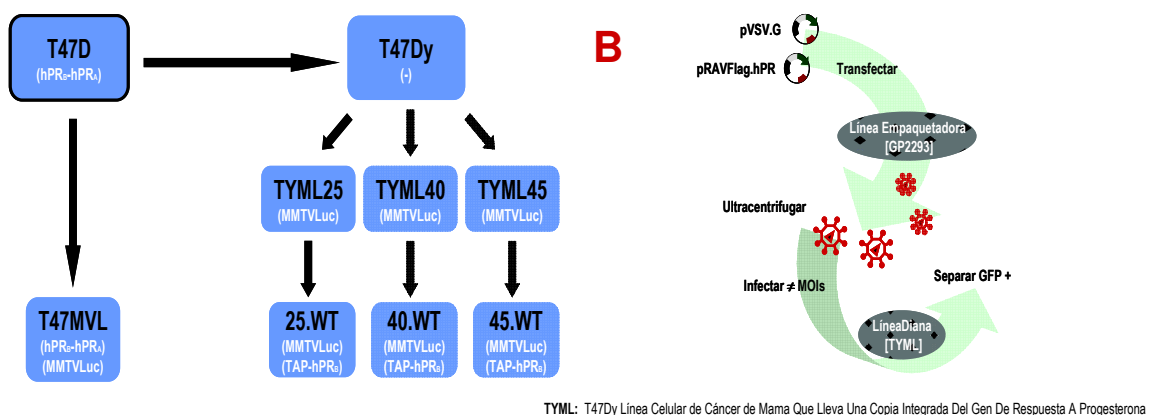 T47D
(hPRB-hPRA)
T47Dy
(-)
TYML25
(MMTVLuc)
TYML40
(MMTVLuc)
TYML45
(MMTVLuc)
T47MVL
(hPRB-hPRA)
(MMTVLuc)
25.WT
(MMTVLuc)
(TAP-hPRB)
40.WT
(MMTVLuc)
(TAP-hPRB)
45.WT
(MMTVLuc)
(TAP-hPRB)
B
pVSV.G
pRAVFlag.hPR
Transfectar
Línea Empaquetadora
[GP2293]
Ultracentrifugar
Infectar ≠ MOIs
Separar GFP +
LíneaDiana
[TYML]
TYML: T47Dy Línea Celular de Cáncer de Mama Que Lleva Una Copia Integrada Del Gen De Respuesta A Progesterona